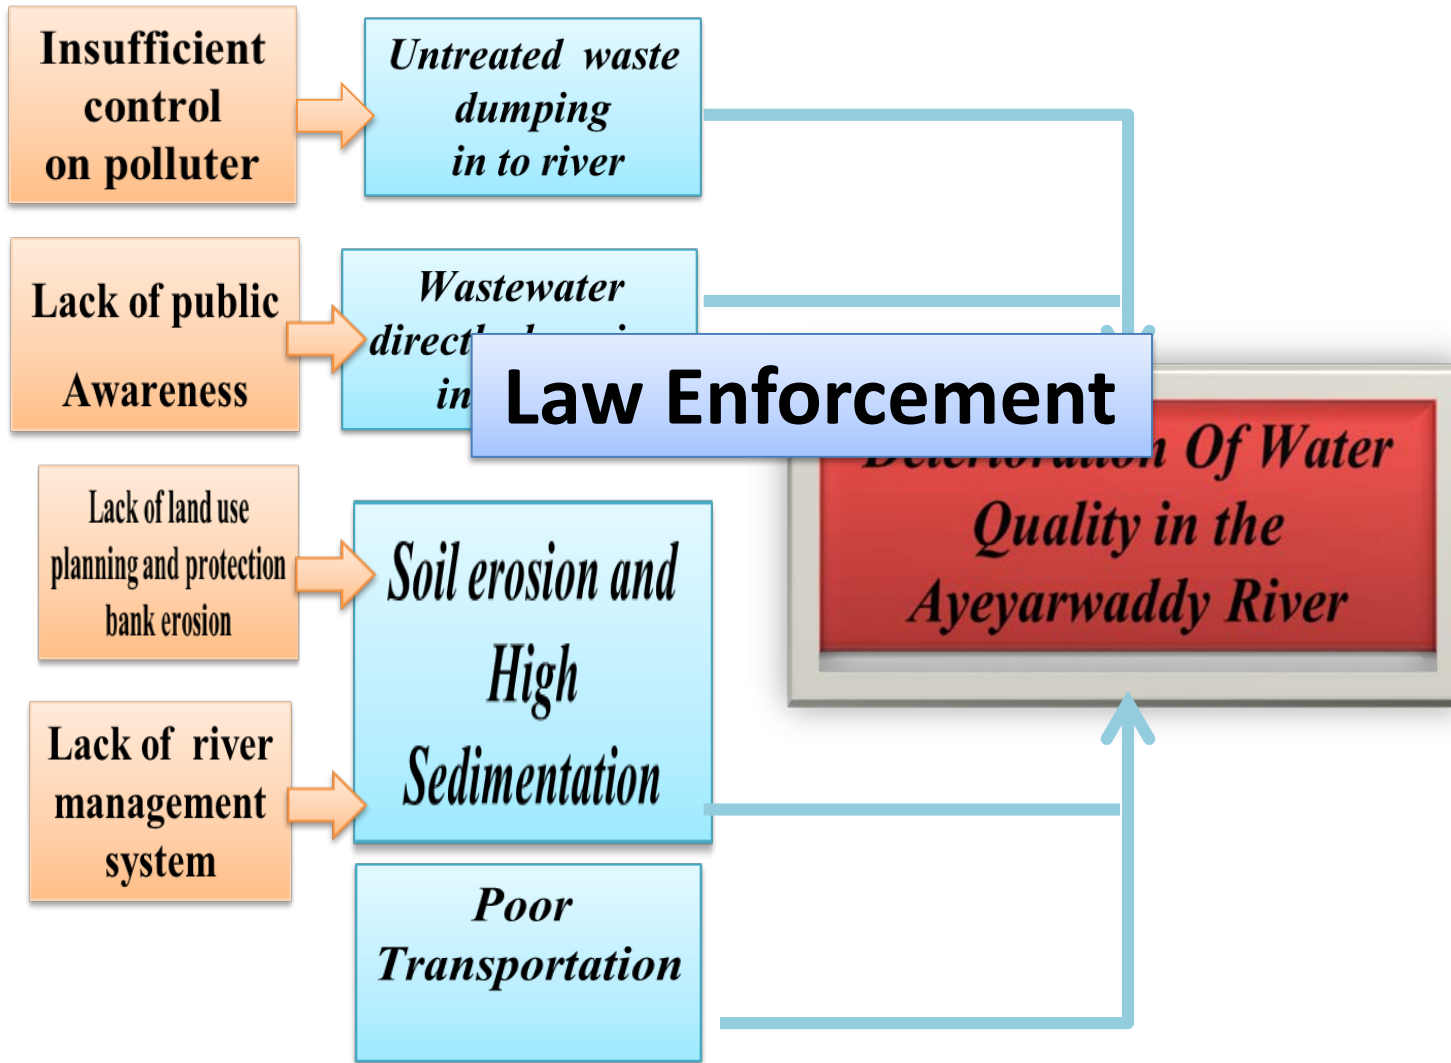 Insufficient
control
on polluter
Untreated waste
dumping
in to river
Lack of public
Awareness
Wastewater
in
Law Enforcement
Lack of land use
planning and protection
bank erosion
Soil erosion and
High
Sedimentation
Lack of river
management
system
Poor
Transportation
Deterioration Of Water
Quality in the
Ayeyarwaddy River